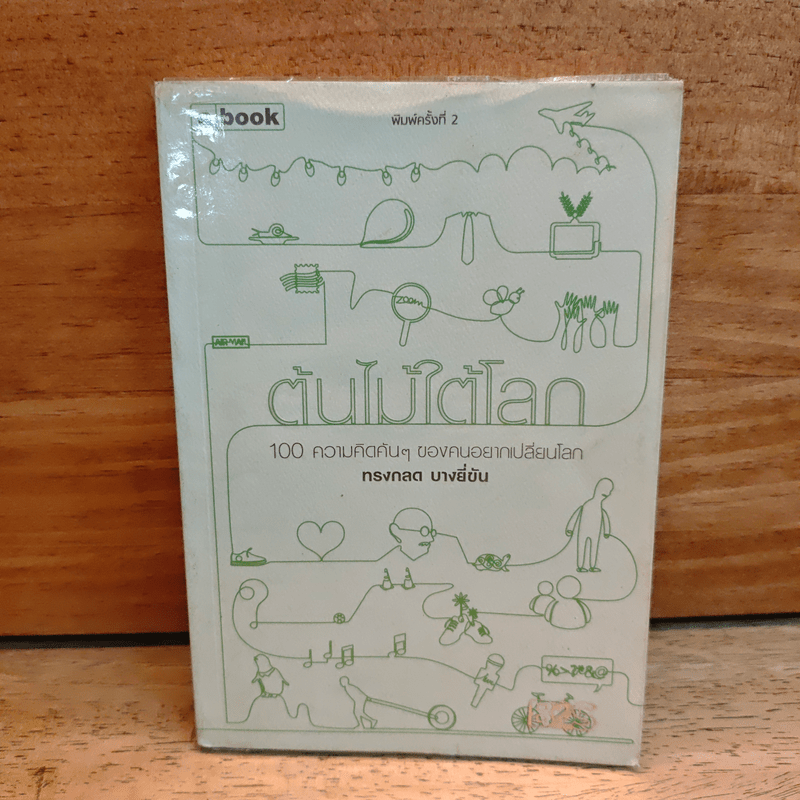 book
พิมพ์ครั้งที่ 2
zoom
AIR MAIL
ต้นไม้ใต้โลก
100 ความคิดคันๆ ของคนอยากเปลี่ยนโลก
ทรงกลด บางยี่ขัน